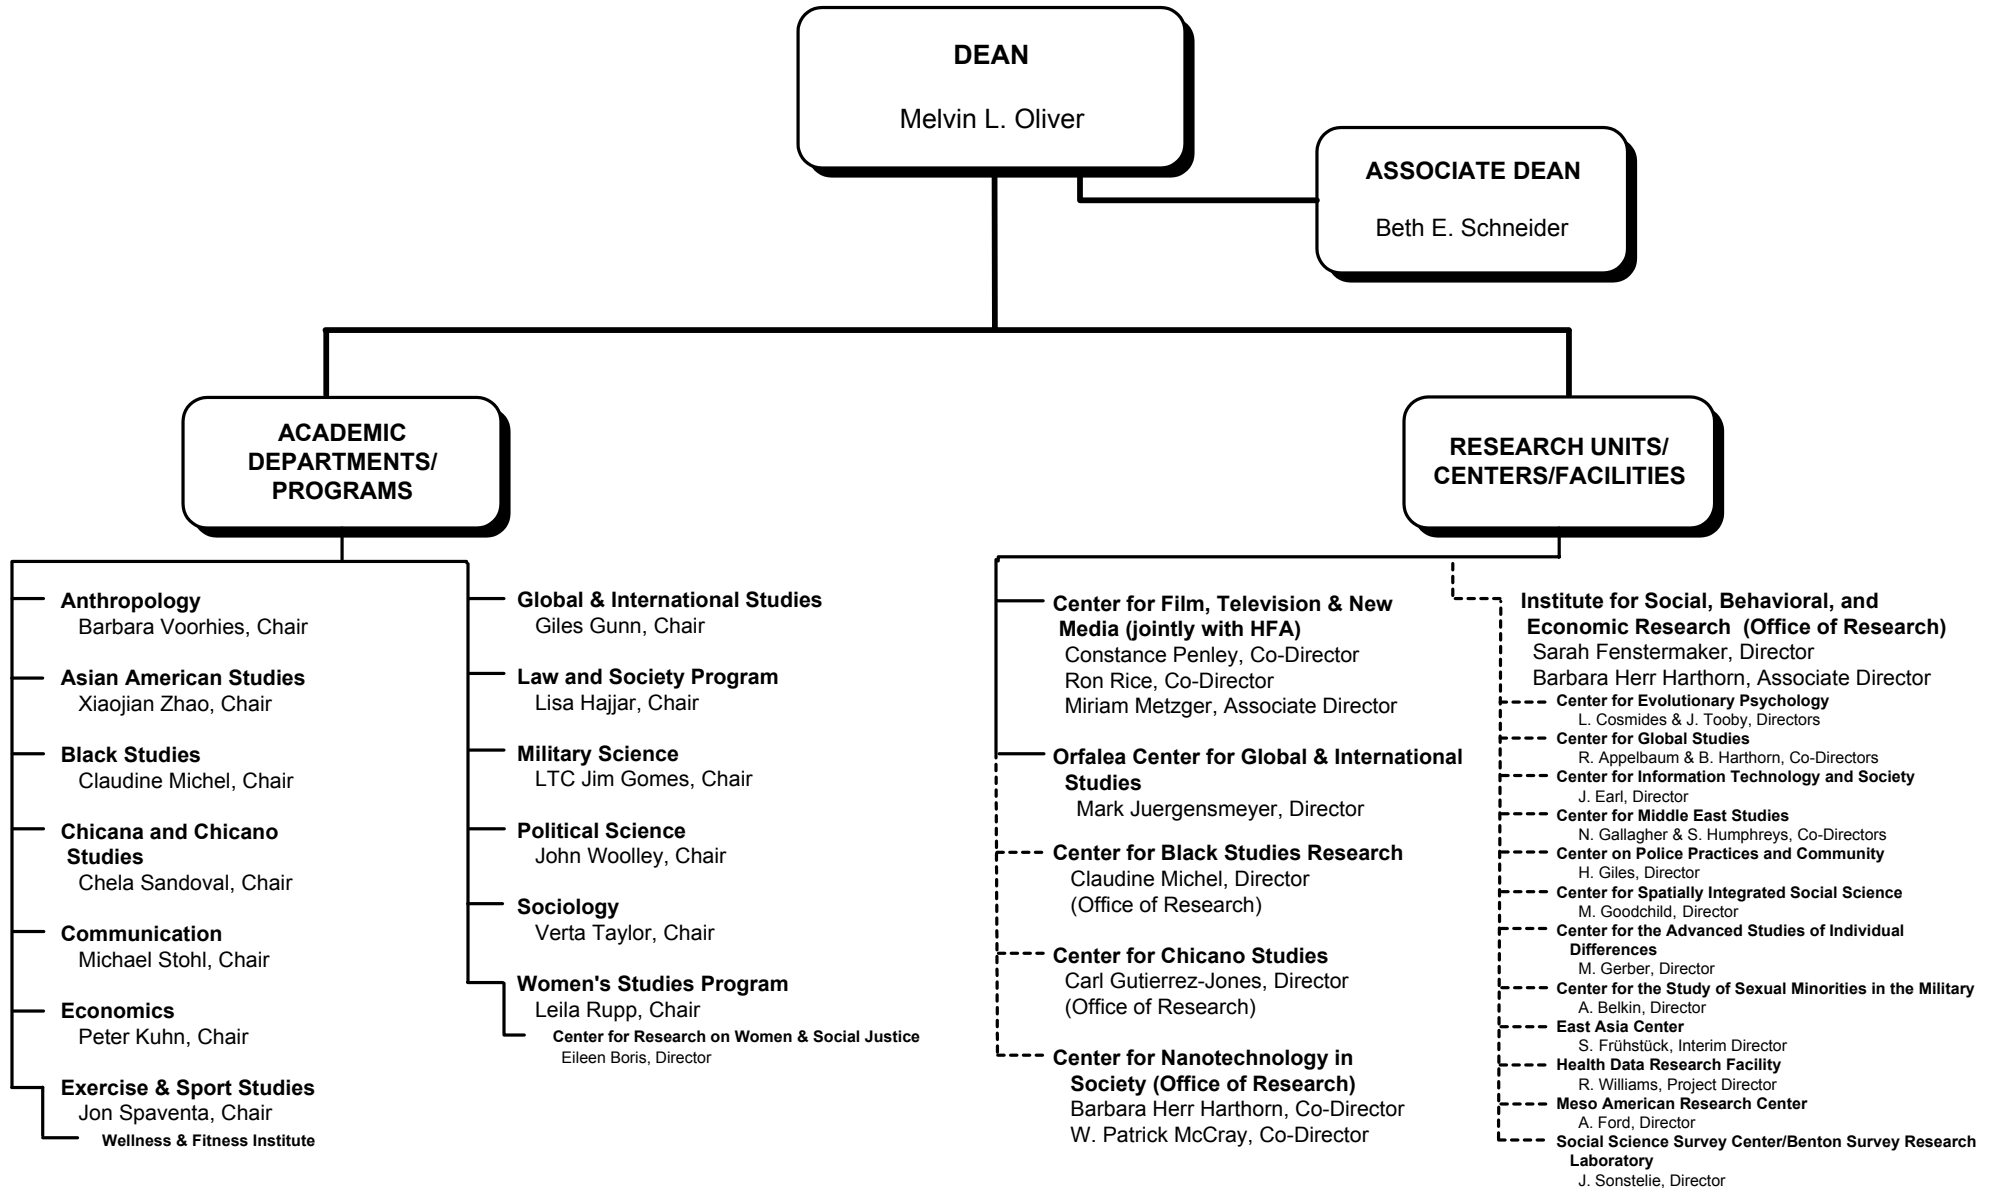 DEAN
Melvin L. Oliver
ASSOCIATE DEAN
Beth E. Schneider
ACADEMIC
DEPARTMENTS/
PROGRAMS
RESEARCH UNITS/
CENTERS/FACILITIES
Anthropology
Barbara Voorhies, Chair
Asian American Studies
Xiaojian Zhao, Chair
Black Studies
Claudine Michel, Chair
Chicana and Chicano
Studies
Chela Sandoval, Chair
Communication
Michael Stohl, Chair
Economics
Peter Kuhn, Chair
Exercise & Sport Studies
Jon Spaventa, Chair
Wellness & Fitness Institute
Global & International Studies
Giles Gunn, Chair
Law and Society Program
Lisa Hajjar, Chair
Military Science
LTC Jim Gomes, Chair
Political Science
John Woolley, Chair
Sociology
Verta Taylor, Chair
Women's Studies Program
Leila Rupp, Chair
Center for Research on Women & Social Justice
Eileen Boris, Director
Center for Film, Television & New
Media (jointly with HFA)
Constance Penley, Co-Director
Ron Rice, Co-Director
Miriam Metzger, Associate Director
Orfalea Center for Global & International
Studies
Mark Juergensmeyer, Director
Center for Black Studies Research
Claudine Michel, Director
(Office of Research)
Center for Chicano Studies
Carl Gutierrez-Jones, Director
(Office of Research)
Center for Nanotechnology in
Society (Office of Research)
Barbara Herr Harthorn, Co-Director
W. Patrick McCray, Co-Director
Institute for Social, Behavioral, and
Economic Research (Office of Research)
Sarah Fenstermaker, Director
Barbara Herr Harthorn, Associate Director
Center for Evolutionary Psychology
L. Cosmides & J. Tooby, Directors
Center for Global Studies
R. Appelbaum & B. Harthorn, Co-Directors
Center for Information Technology and Society
J. Earl, Director
Center for Middle East Studies
N. Gallagher & S. Humphreys, Co-Directors
Center on Police Practices and Community
H. Giles, Director
Center for Spatially Integrated Social Science
M. Goodchild, Director
Center for the Advanced Studies of Individual
Differences
M. Gerber, Director
Center for the Study of Sexual Minorities in the Military
A. Belkin, Director
East Asia Center
S. Frühstück, Interim Director
Health Data Research Facility
R. Williams, Project Director
Meso American Research Center
A. Ford, Director
Social Science Survey Center/Benton Survey Research
Laboratory
J. Sonstelie, Director